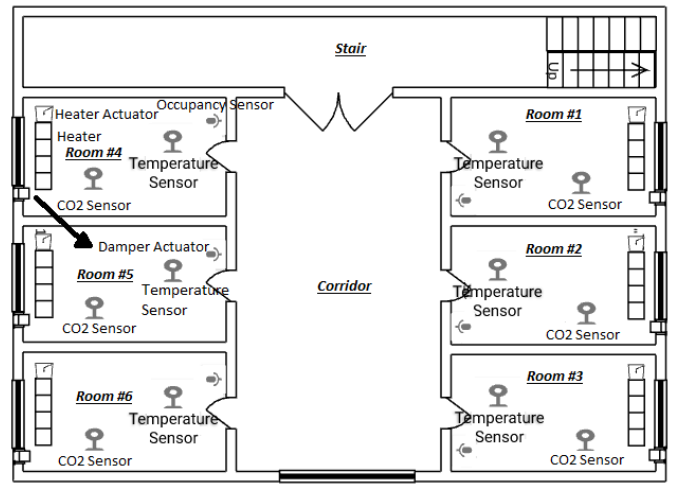 Stair
Up
Heater Actuator
Occupancy Sensor
Heater
Room #4
Temperature
Sensor
CO2 Sensor
Room #1
Temperature
Sensor
CO2 Sensor
Damper Actuator
Room #5
Temperature
Sensor
CO2 Sensor
Corridor
Room #2
Temperature
Sensor
CO2 Sensor
Room #6
Temperature
Sensor
CO2 Sensor
Room #3
Temperature
Sensor
CO2 Sensor